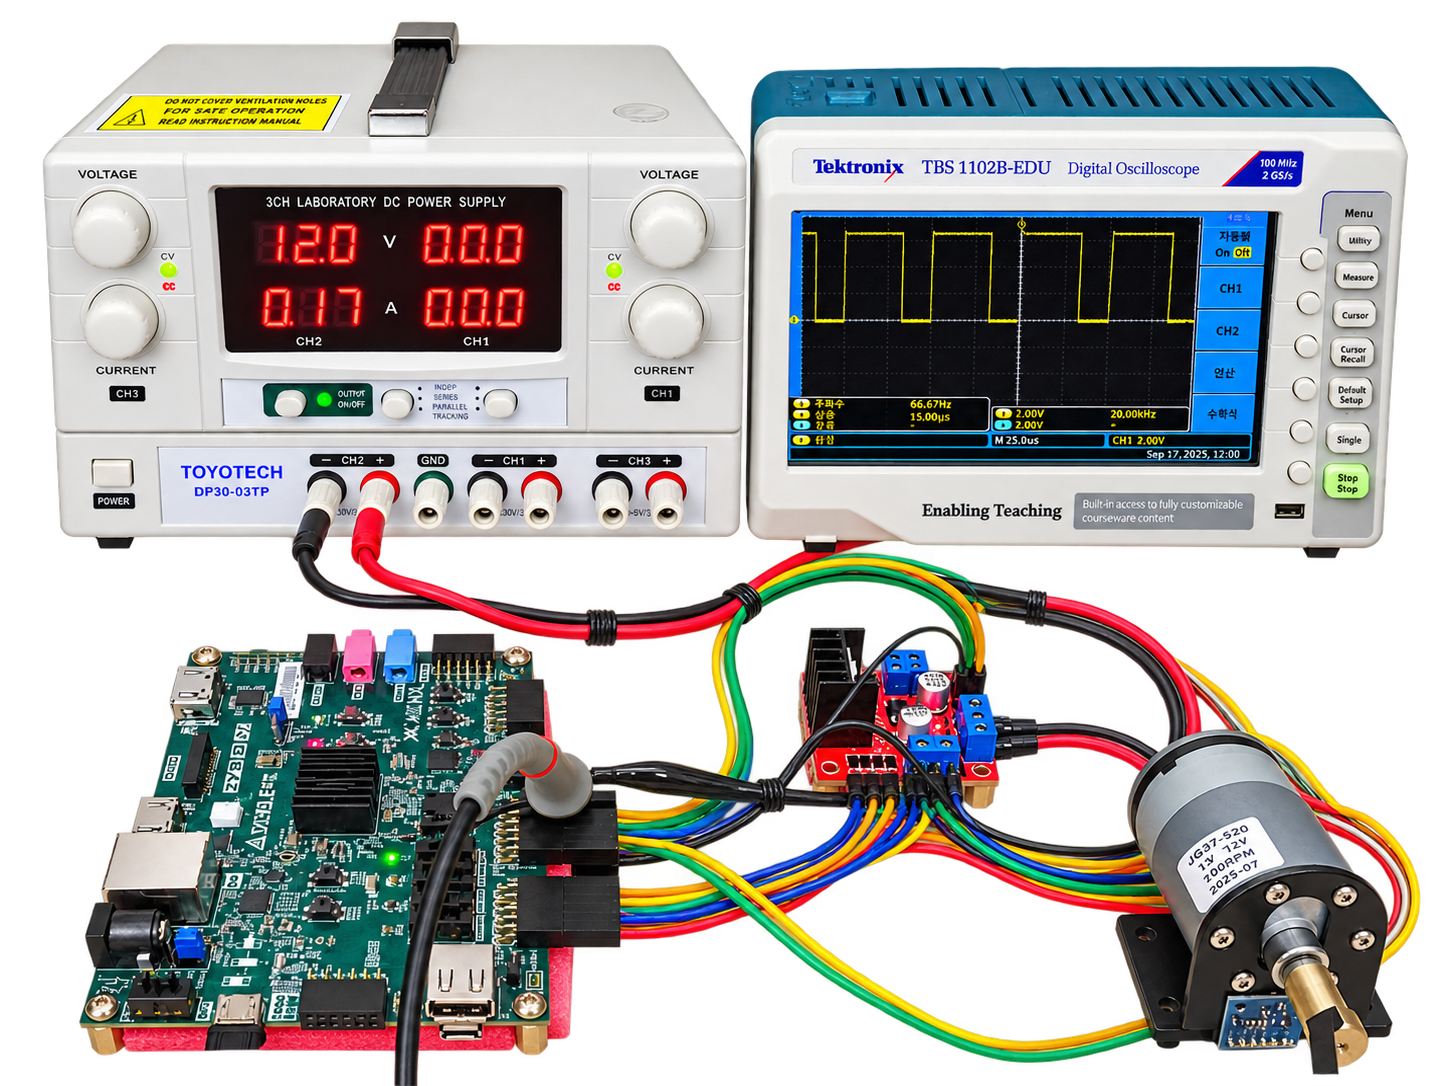 DO NOT COVER VENTILATION HOLES
FOR SAFE OPERATION
READ INSTRUCTION MANUAL
VOLTAGE
VOLTAGE
3CH LABORATORY DC POWER SUPPLY
12.0 V 0.0.0
0.17 A 0.0.0
CH2 CH1
CV
CC
CV
CC
CURRENT
CH3
CURRENT
CH1
OUTPUT
ON/OFF
INDEP
SERIES
PARALLEL
TRACKING
TOYOTECH
DP30-03TP
POWER
− CH2 +
GND
− CH1 +
− CH3 +
Tektronix TBS 1102B-EDU Digital Oscilloscope
100 MHz
2 GS/s
Menu
Utility
Measure
Cursor
Cursor
Recall
Default
Setup
Single
Stop
Stop
On Off
CH1
CH2
연산
수학식
주파수 66.67Hz
상승 15.00µs
2.00V 20.00kHz
2.00V
M 25.0us
CH1 2.00V
Sep 17, 2025, 12:00
Enabling Teaching
Built-in access to fully customizable
courseware content
JG37-520
12V
200RPM
2025-07